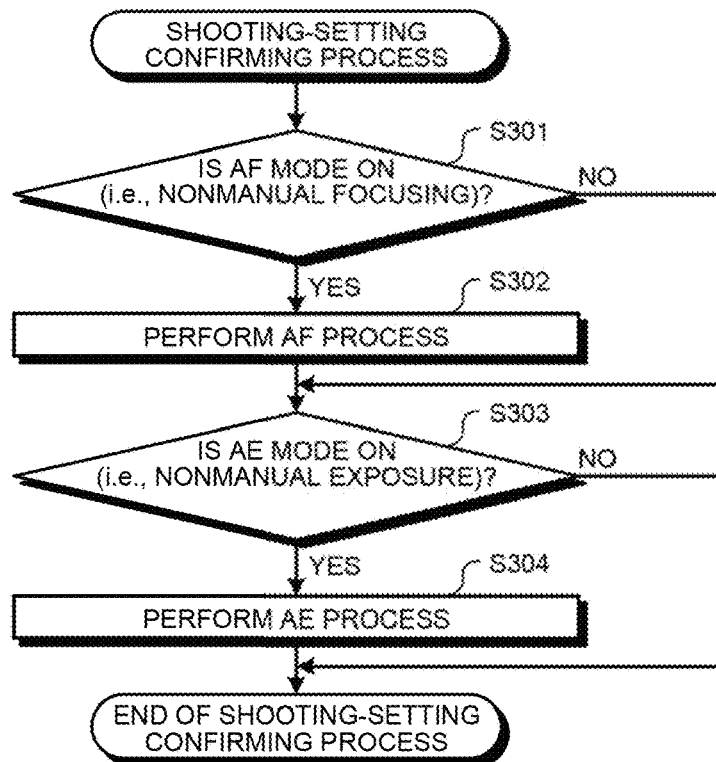 SHOOTING-SETTING
CONFIRMING PROCESS
S301
IS AF MODE ON
(i.e., NONMANUAL FOCUSING)?
NO
YES
S302
PERFORM AF PROCESS
S303
IS AE MODE ON
(i.e., NONMANUAL EXPOSURE)?
NO
YES
S304
PERFORM AE PROCESS
END OF SHOOTING-SETTING
CONFIRMING PROCESS